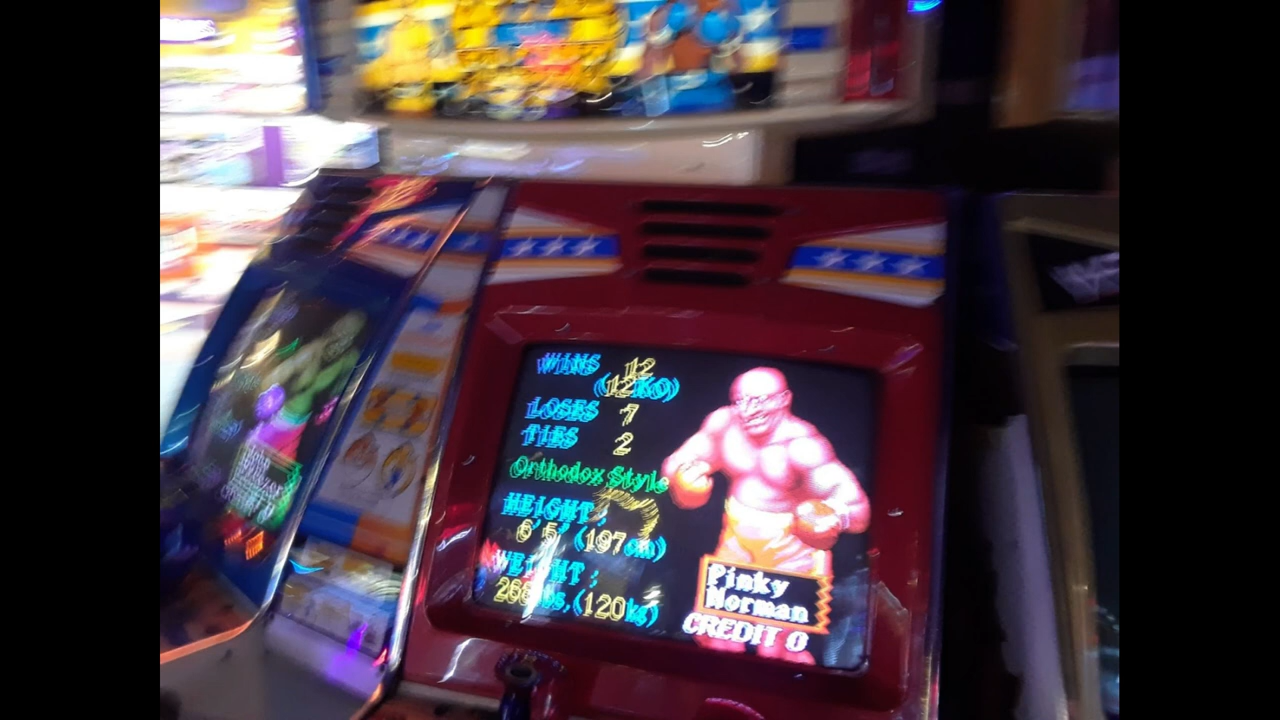 WINS 12
(12KO)
LOSES 7
TIES 2
Orthodox Style
HEIGHT:
6'5" (197cm)
WEIGHT:
(120kg)
Pinky
Norman
CREDIT 0